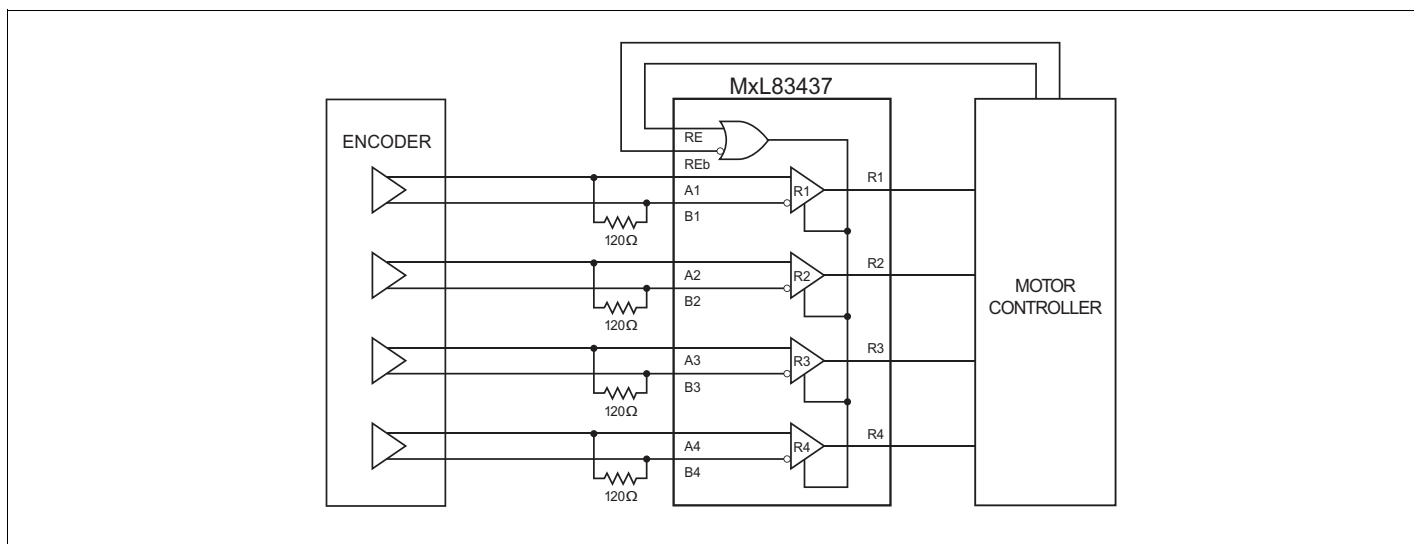 MxL83437
ENCODER
RE
REb
A1
R1
R1
B1
120Ω
A2
R2
R2
B2
120Ω
MOTOR
CONTROLLER
A3
R3
R3
B3
120Ω
A4
R4
R4
B4
120Ω